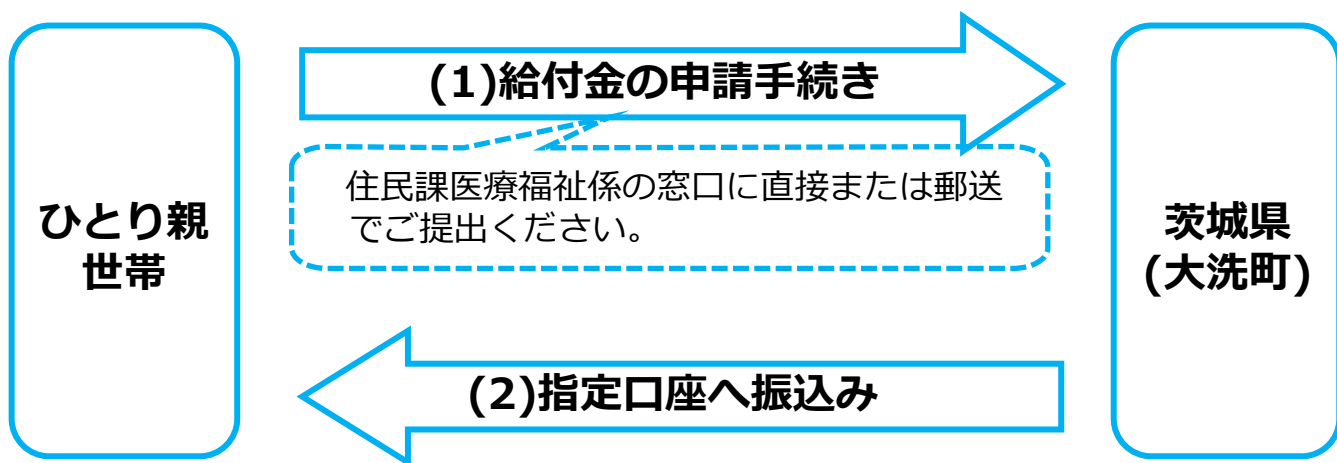 ひとり親
世帯
(1)給付金の申請手続き
住民課医療福祉係の窓口に直接または郵送
でご提出ください。
(2)指定口座へ振込み
茨城県
(大洗町)